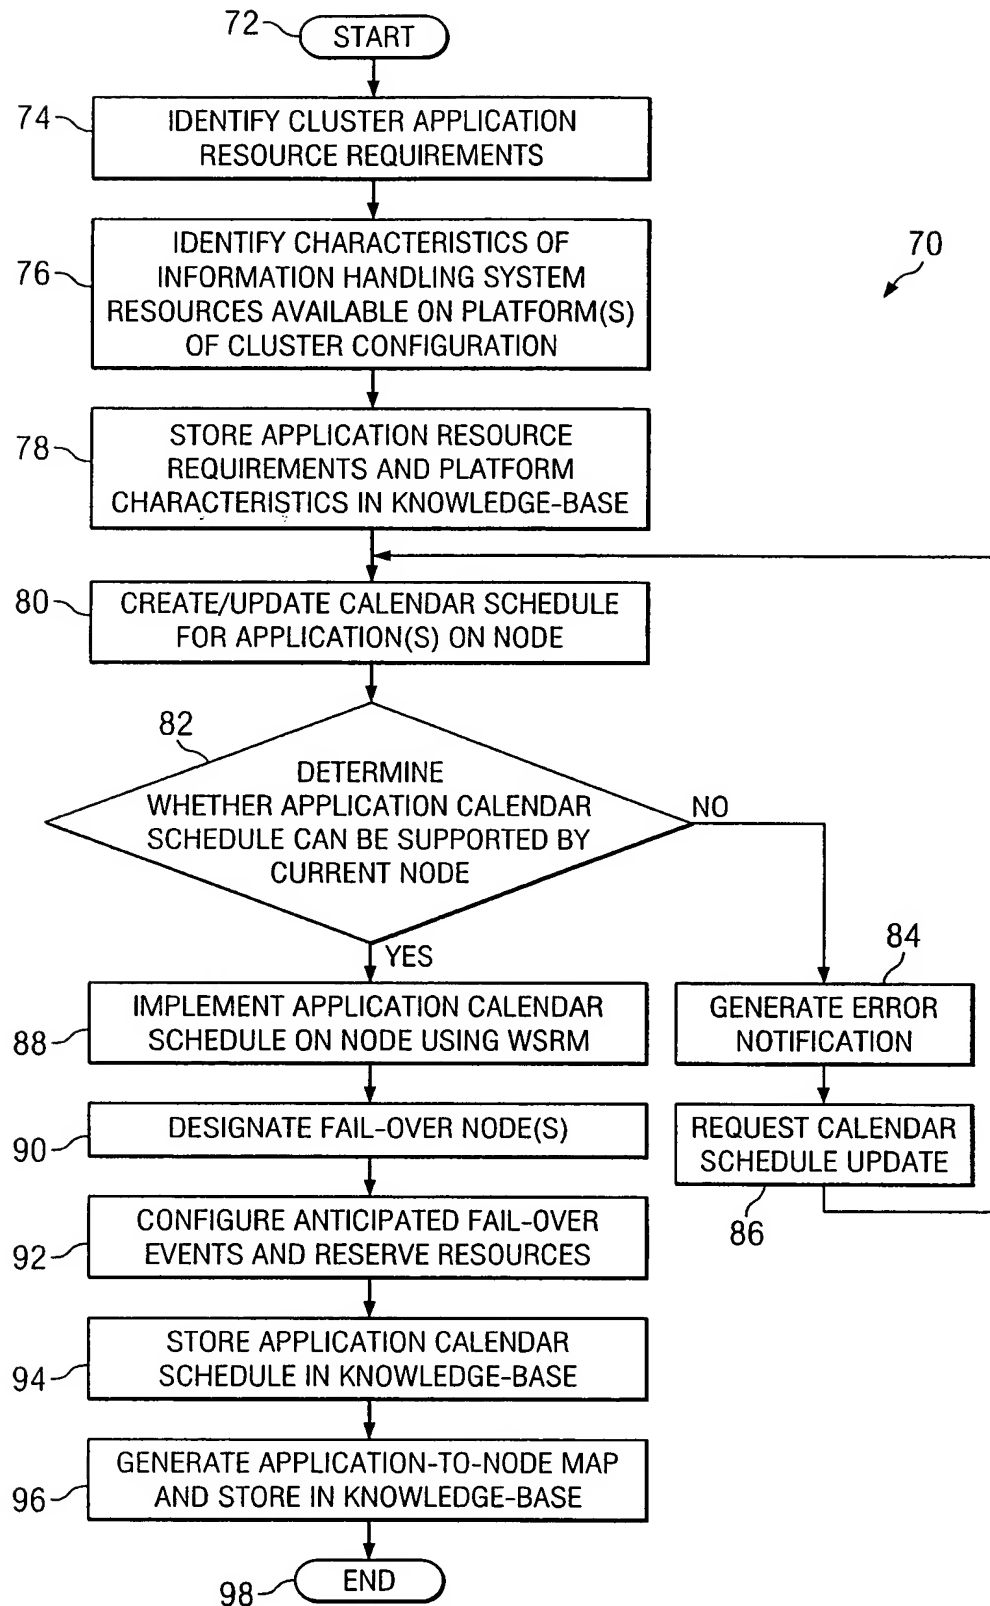 72
START
74
IDENTIFY CLUSTER APPLICATION
RESOURCE REQUIREMENTS
76
IDENTIFY CHARACTERISTICS OF
INFORMATION HANDLING SYSTEM
RESOURCES AVAILABLE ON PLATFORM(S)
OF CLUSTER CONFIGURATION
70
78
STORE APPLICATION RESOURCE
REQUIREMENTS AND PLATFORM
CHARACTERISTICS IN KNOWLEDGE-BASE
80
CREATE/UPDATE CALENDAR SCHEDULE
FOR APPLICATION(S) ON NODE
82
DETERMINE
WHETHER APPLICATION CALENDAR
SCHEDULE CAN BE SUPPORTED BY
CURRENT NODE
NO
YES
84
GENERATE ERROR
NOTIFICATION
REQUEST CALENDAR
SCHEDULE UPDATE
86
88
IMPLEMENT APPLICATION CALENDAR
SCHEDULE ON NODE USING WSRM
90
DESIGNATE FAIL-OVER NODE(S)
92
CONFIGURE ANTICIPATED FAIL-OVER
EVENTS AND RESERVE RESOURCES
94
STORE APPLICATION CALENDAR
SCHEDULE IN KNOWLEDGE-BASE
96
GENERATE APPLICATION-TO-NODE MAP
AND STORE IN KNOWLEDGE-BASE
98
END